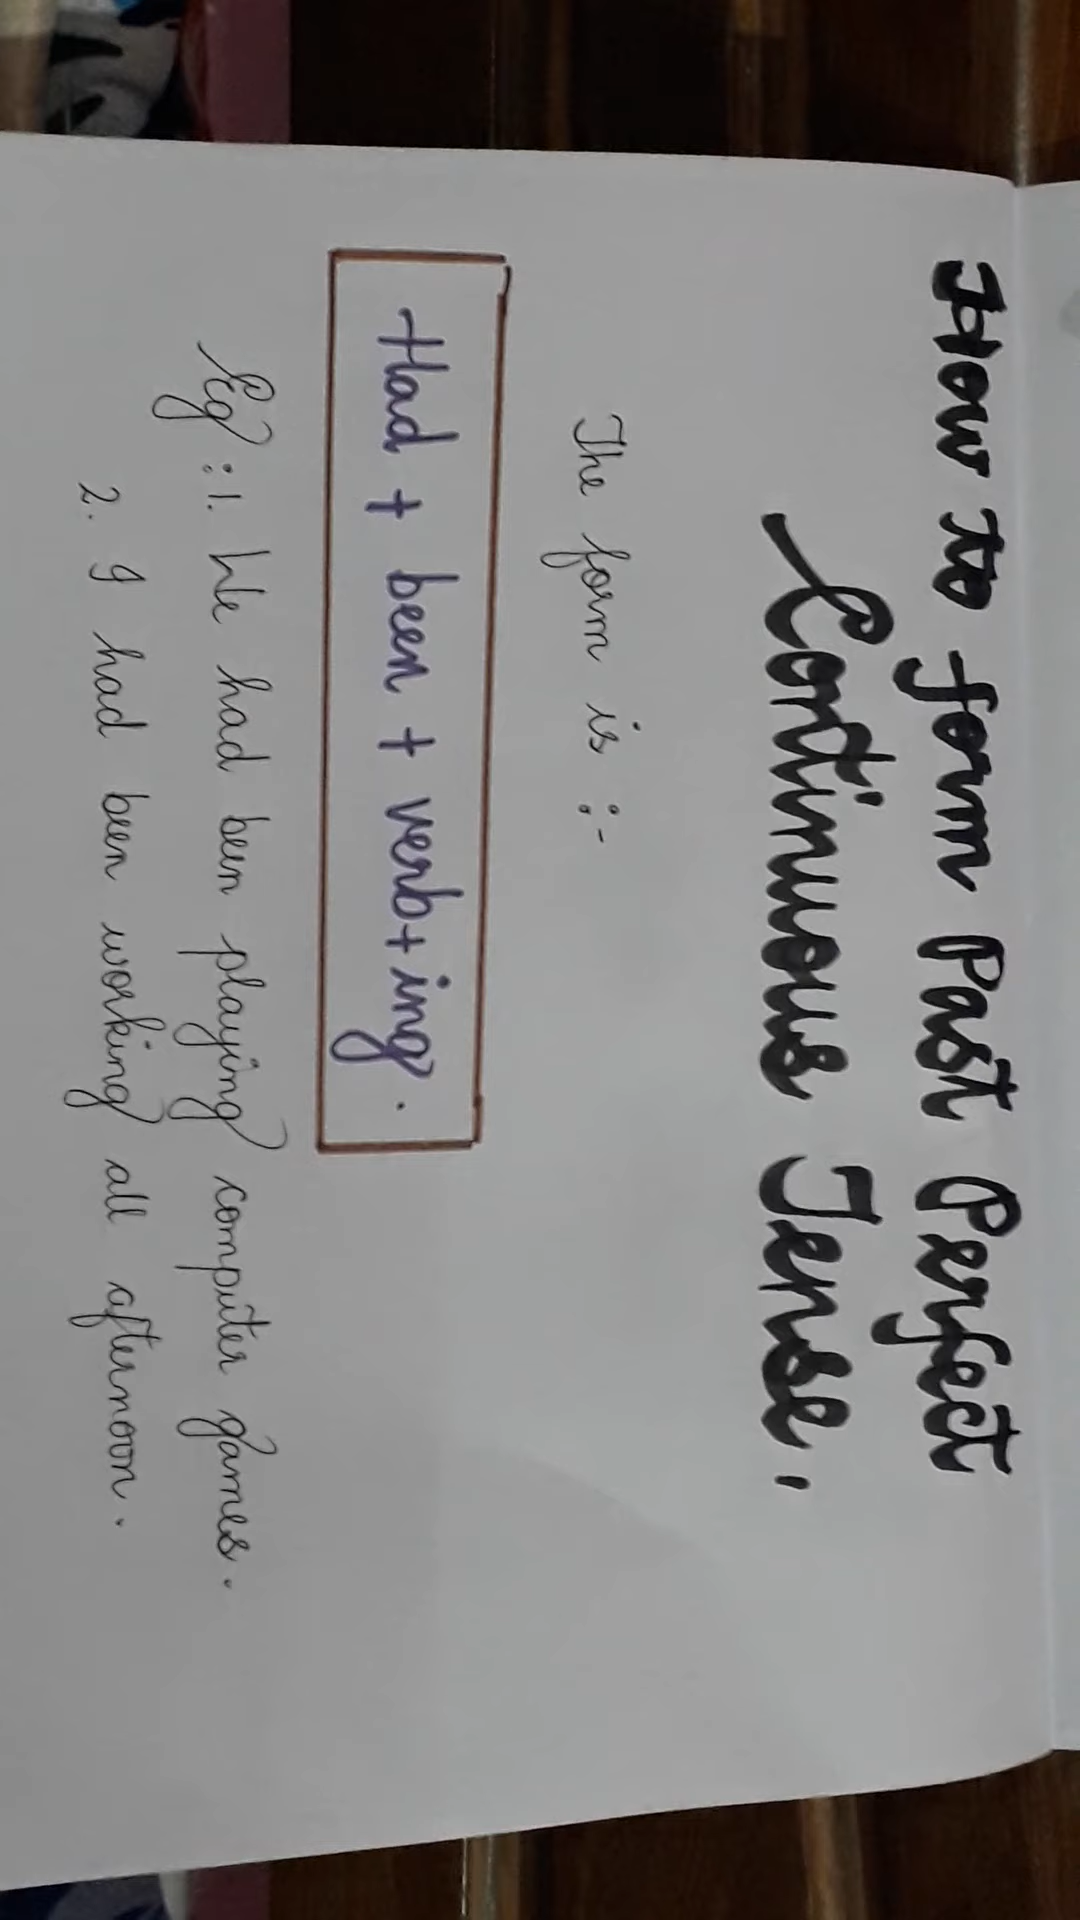 How to form Past Perfect
Continuous Tense.
The form is :-
Had + been + verb+ing.
Eg : 1. We had been playing computer games.
2. I had been working all afternoon.